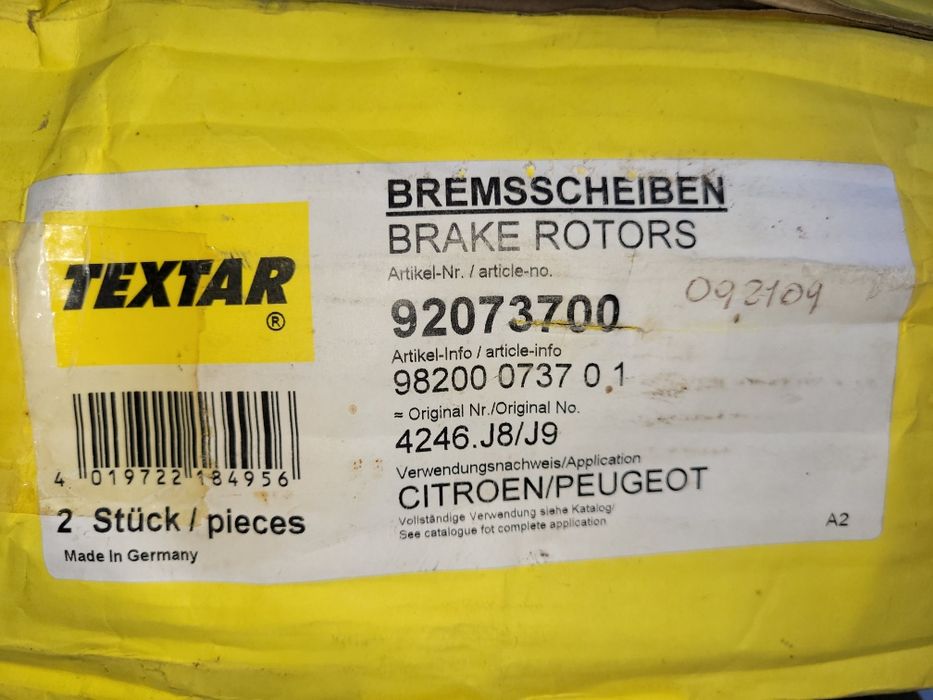 TEXTAR
®
4 019722 184956
2 Stück / pieces
Made In Germany
BREMSSCHEIBEN
BRAKE ROTORS
Artikel-Nr. / article-no.
92073700
092109
Artikel-Info / article-info
98200 0737 0 1
≈ Original Nr./Original No.
4246.J8/J9
Verwendungsnachweis/Application
CITROEN/PEUGEOT
Vollständige Verwendung siehe Katalog/
See catalogue fot complete application
A2